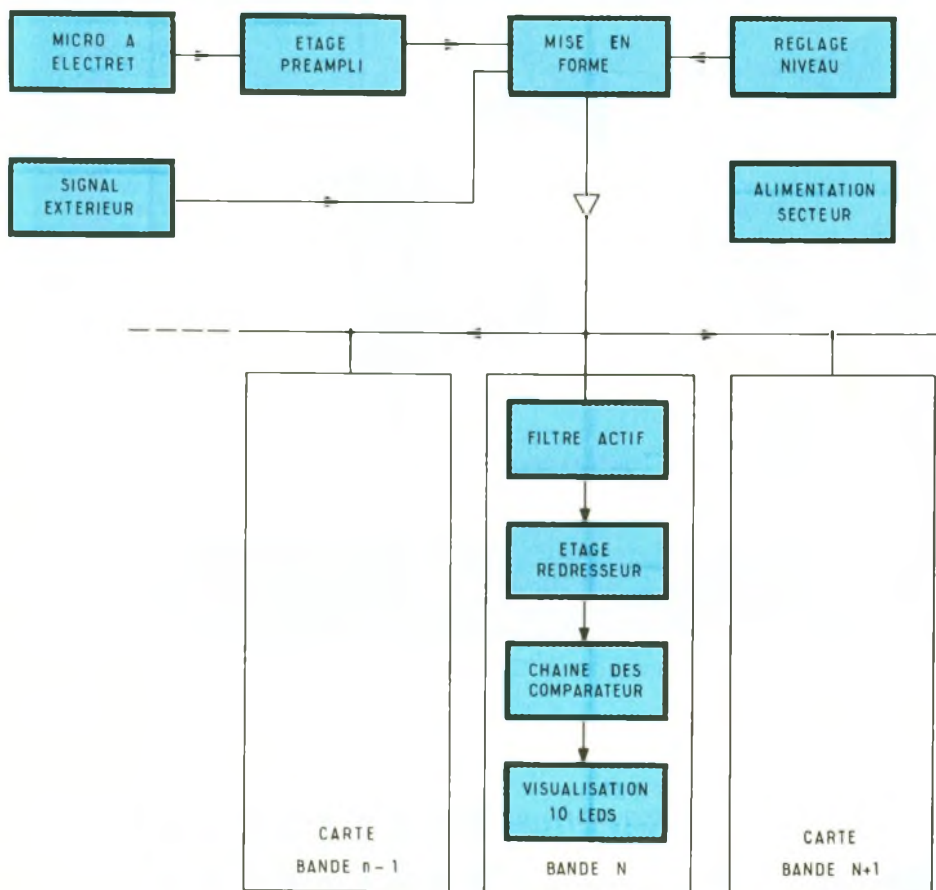 MICRO A
ELECTRET
ETAGE
PREAMPLI
MISE EN
FORME
REGLAGE
NIVEAU
SIGNAL
EXTERIEUR
ALIMENTATION
SECTEUR
FILTRE ACTIF
ETAGE
REDRESSEUR
CHAINE DES
COMPARATEUR
VISUALISATION
10 LEDS
CARTE
BANDE n-1
BANDE N
CARTE
BANDE N+1